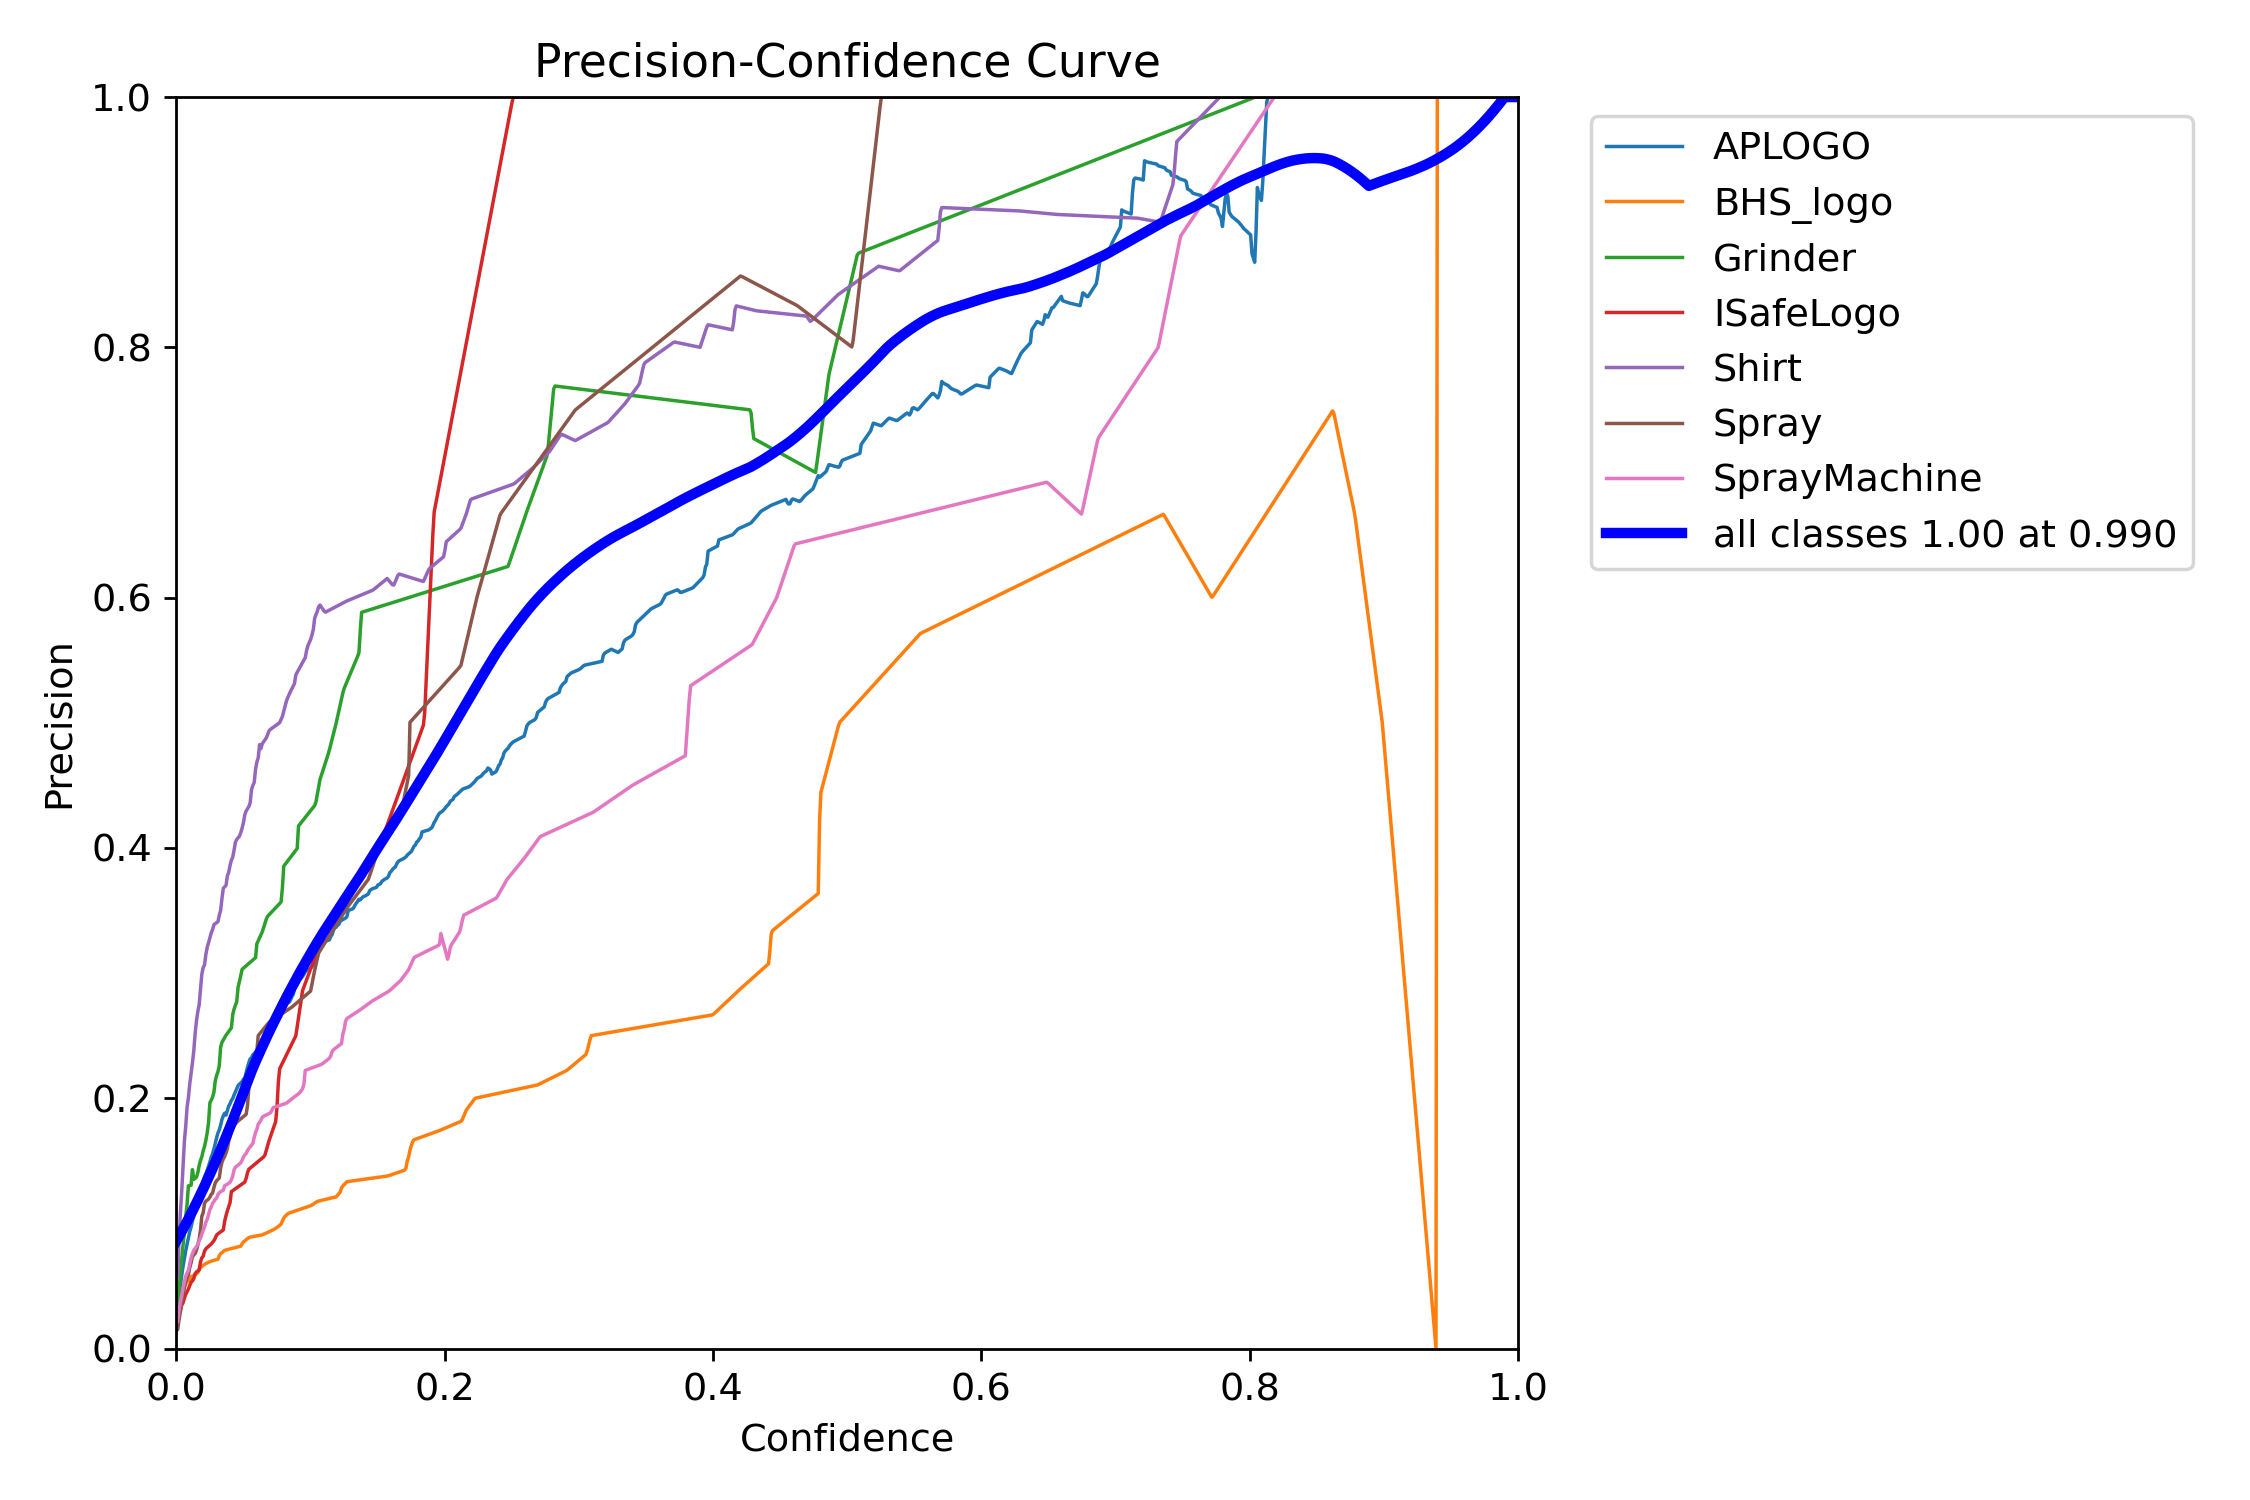 Precision-Confidence Curve
1.0
0.8
0.6
0.4
0.2
0.0
Precision
0.0 0.2 0.4 0.6 0.8 1.0
Confidence
APLOGO
BHS_logo
Grinder
ISafeLogo
Shirt
Spray
SprayMachine
all classes 1.00 at 0.990